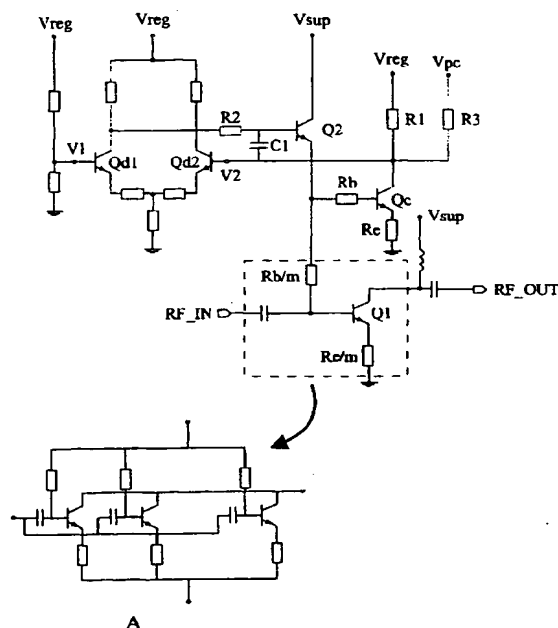 Vreg
Vreg
Vsup
Vreg
Vpc
R2
Q2
R1
R3
C1
V1
Qd1
Qd2
V2
Rb
Qc
Re
Vsup
Rb/m
RF_IN
Q1
RF_OUT
Re/m
A